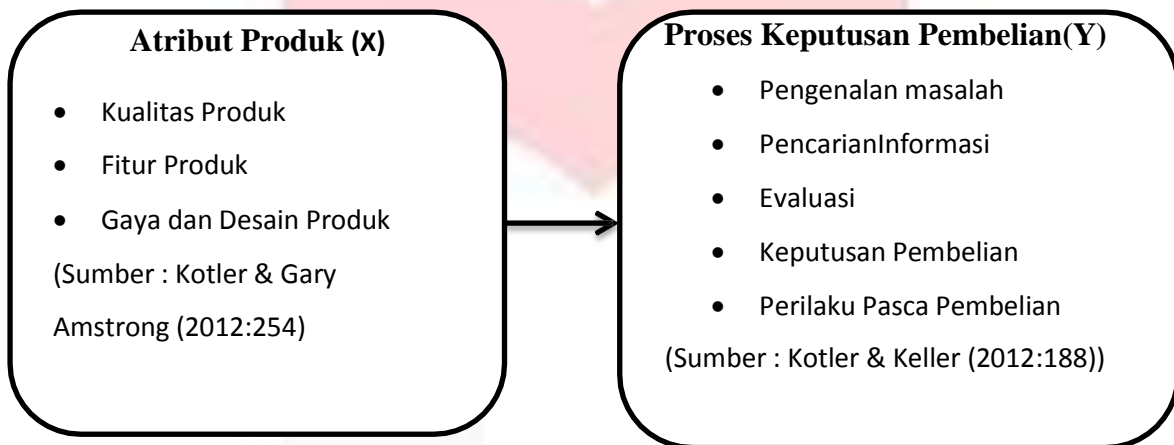 Atribut Produk (X)
• Kualitas Produk
• Fitur Produk
• Gaya dan Desain Produk
(Sumber : Kotler & Gary
Amstrong (2012:254)
Proses Keputusan Pembelian(Y)
• Pengenalan masalah
• PencarianInformasi
• Evaluasi
• Keputusan Pembelian
• Perilaku Pasca Pembelian
(Sumber : Kotler & Keller (2012:188))